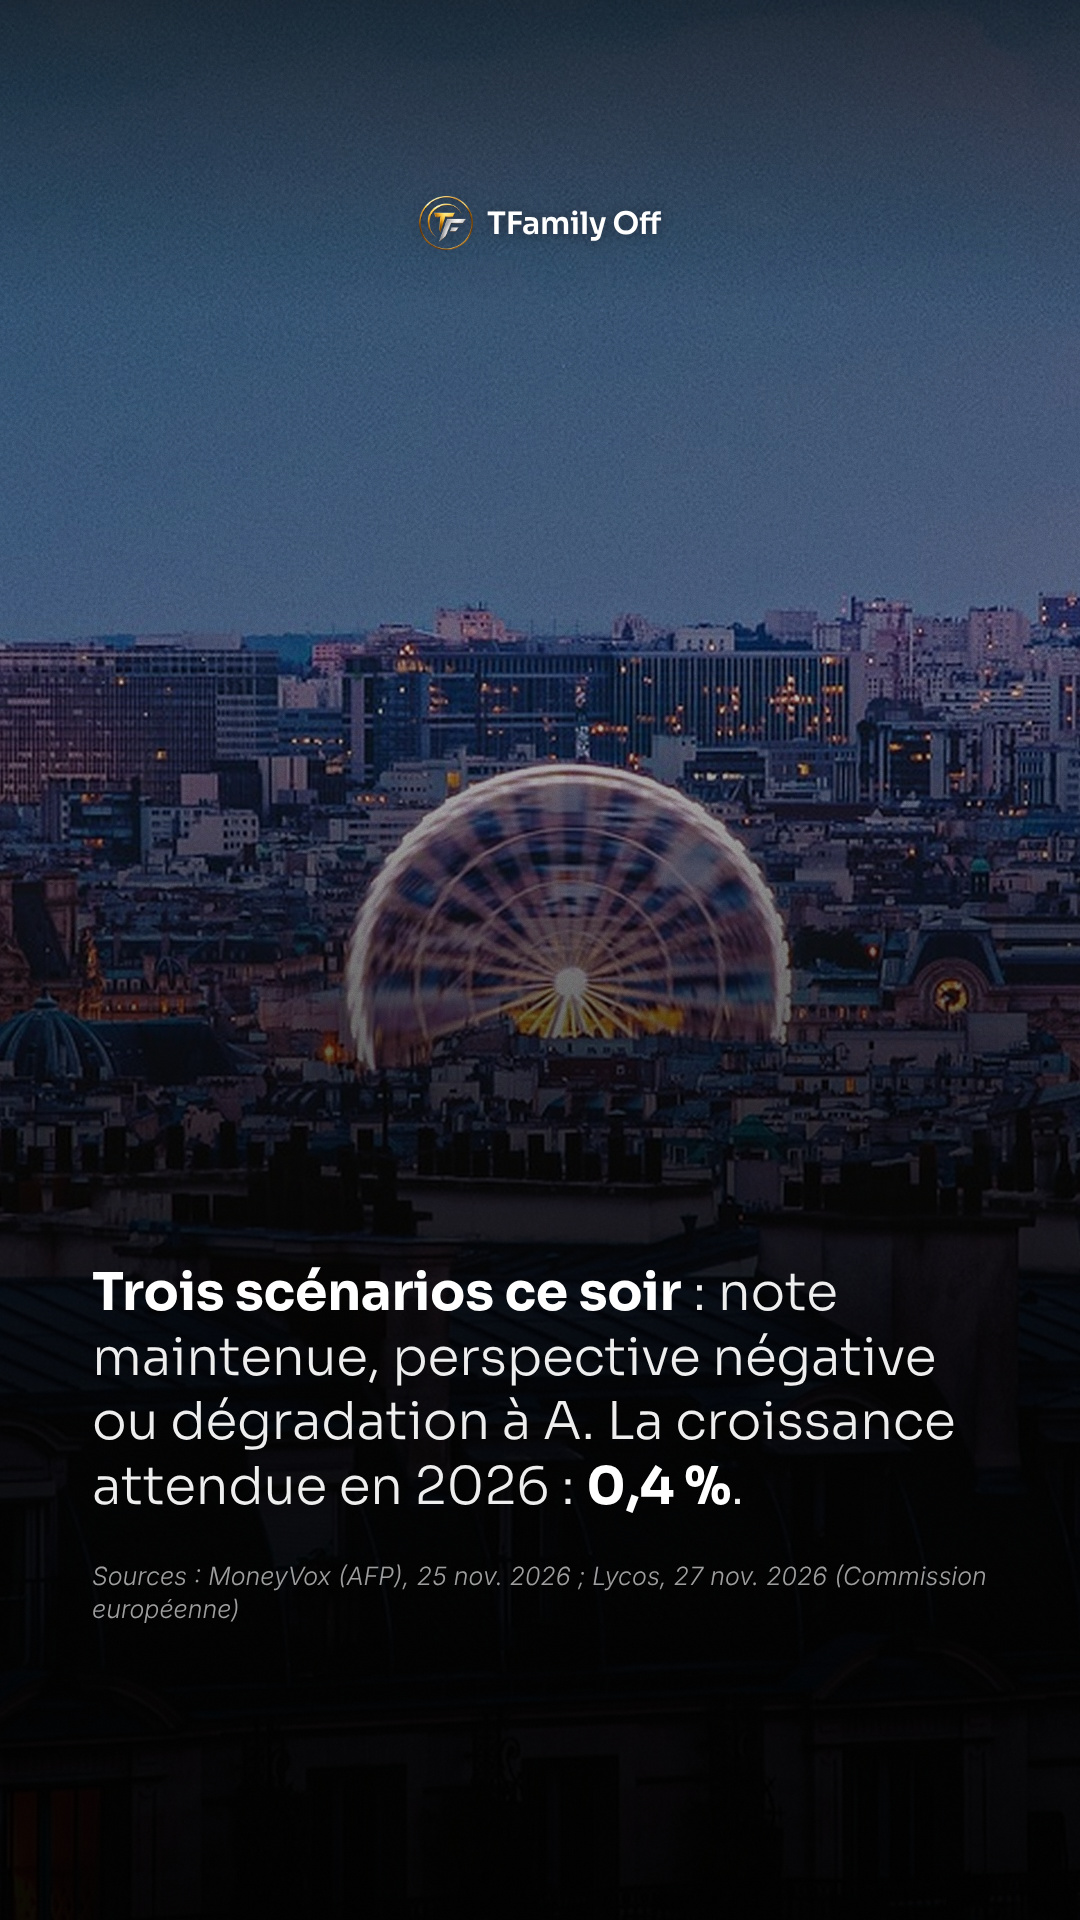 TFamily Off
Trois scénarios ce soir : note
maintenue, perspective négative
ou dégradation à A. La croissance
attendue en 2026 : 0,4 %.
Sources : MoneyVox (AFP), 25 nov. 2026 ; Lycos, 27 nov. 2026 (Commission
européenne)